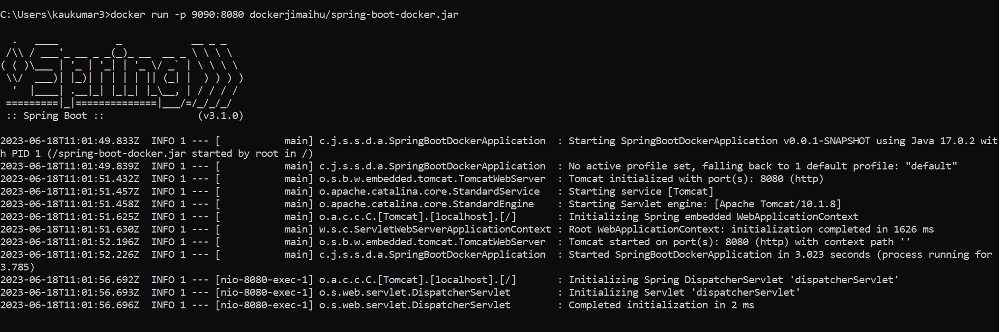 C:\Users\kaukumar3>docker run -p 9090:8080 dockerjimaihu/spring-boot-docker.jar
  .   ____          _            __ _ _
 /\\ / ___'_ __ _ _(_)_ __  __ _ \ \ \ \
( ( )\___ | '_ | '_| | '_ \/ _` | \ \ \ \
 \\/  ___)| |_)| | | | | || (_| |  ) ) ) )
  '  |____| .__|_| |_|_| |_\__, | / / / /
 =========|_|==============|___/=/_/_/_/
 :: Spring Boot ::                (v3.1.0)
2023-06-18T11:01:49.833Z  INFO 1 --- [           main] c.j.s.s.d.a.SpringBootDockerApplication  : Starting SpringBootDockerApplication v0.0.1-SNAPSHOT using Java 17.0.2 wit
h PID 1 (/spring-boot-docker.jar started by root in /)
2023-06-18T11:01:49.839Z  INFO 1 --- [           main] c.j.s.s.d.a.SpringBootDockerApplication  : No active profile set, falling back to 1 default profile: "default"
2023-06-18T11:01:51.432Z  INFO 1 --- [           main] o.s.b.w.embedded.tomcat.TomcatWebServer  : Tomcat initialized with port(s): 8080 (http)
2023-06-18T11:01:51.457Z  INFO 1 --- [           main] o.apache.catalina.core.StandardService   : Starting service [Tomcat]
2023-06-18T11:01:51.458Z  INFO 1 --- [           main] o.apache.catalina.core.StandardEngine    : Starting Servlet engine: [Apache Tomcat/10.1.8]
2023-06-18T11:01:51.625Z  INFO 1 --- [           main] o.a.c.c.C.[Tomcat].[localhost].[/]       : Initializing Spring embedded WebApplicationContext
2023-06-18T11:01:51.630Z  INFO 1 --- [           main] w.s.c.ServletWebServerApplicationContext : Root WebApplicationContext: initialization completed in 1626 ms
2023-06-18T11:01:52.196Z  INFO 1 --- [           main] o.s.b.w.embedded.tomcat.TomcatWebServer  : Tomcat started on port(s): 8080 (http) with context path ''
2023-06-18T11:01:52.226Z  INFO 1 --- [           main] c.j.s.s.d.a.SpringBootDockerApplication  : Started SpringBootDockerApplication in 3.023 seconds (process running for
3.785)
2023-06-18T11:01:56.692Z  INFO 1 --- [nio-8080-exec-1] o.a.c.c.C.[Tomcat].[localhost].[/]       : Initializing Spring DispatcherServlet 'dispatcherServlet'
2023-06-18T11:01:56.693Z  INFO 1 --- [nio-8080-exec-1] o.s.web.servlet.DispatcherServlet        : Initializing Servlet 'dispatcherServlet'
2023-06-18T11:01:56.696Z  INFO 1 --- [nio-8080-exec-1] o.s.web.servlet.DispatcherServlet        : Completed initialization in 2 ms